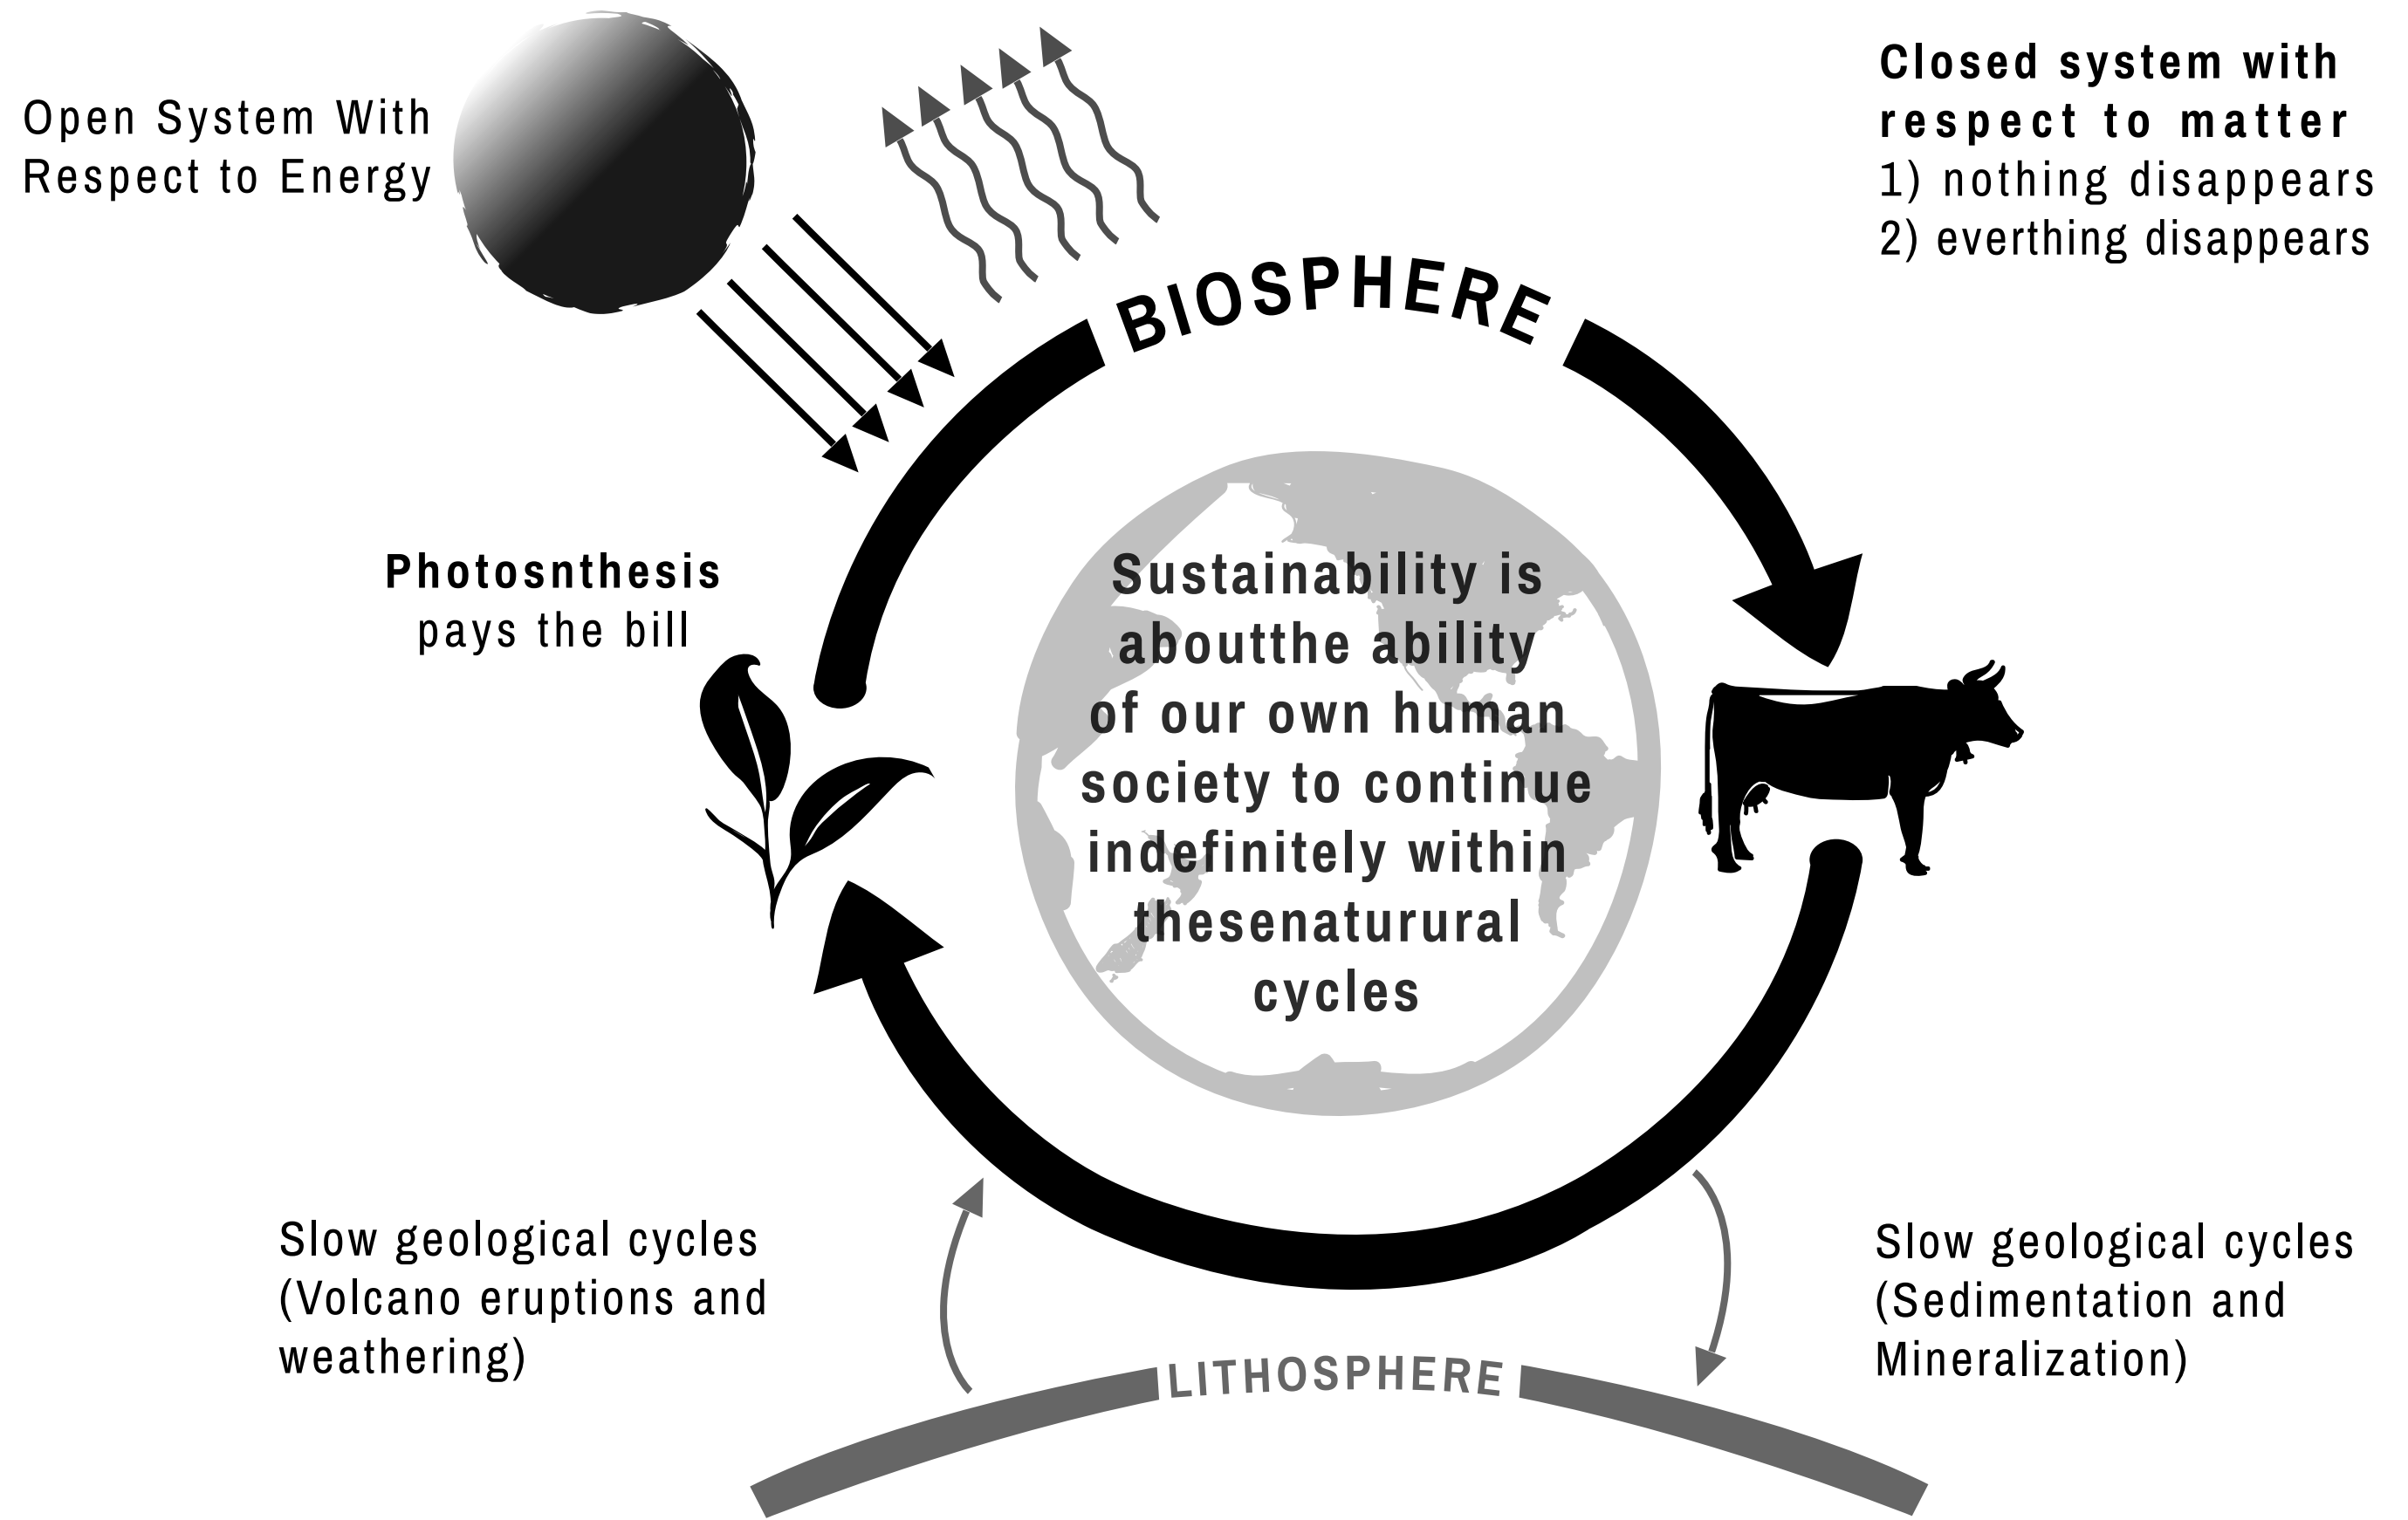 Open System With
Respect to Energy
Closed system with
respect to matter
1) nothing disappears
2) everthing disappears
BIOSPHERE
Photosnthesis
pays the bill
Sustainability is
aboutthe ability
of our own human
society to continue
indefinitely within
thesenaturural
cycles
Slow geological cycles
(Volcano eruptions and
weathering)
Slow geological cycles
(Sedimentation and
Mineralization)
LITHOSPHERE